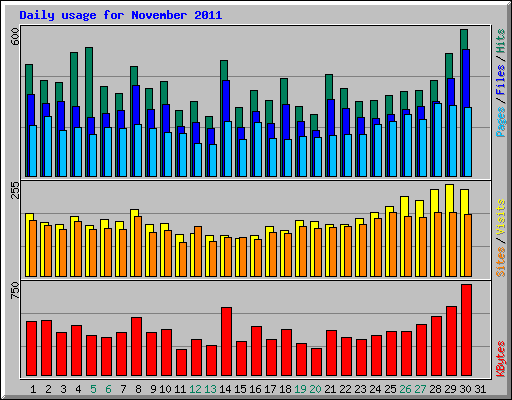 Daily usage for November 2011
600
Pages / Files / Hits
255
Sites / Visits
750
KBytes
1 2 3 4 5 6 7 8 9 10 11 12 13 14 15 16 17 18 19 20 21 22 23 24 25 26 27 28 29 30 31